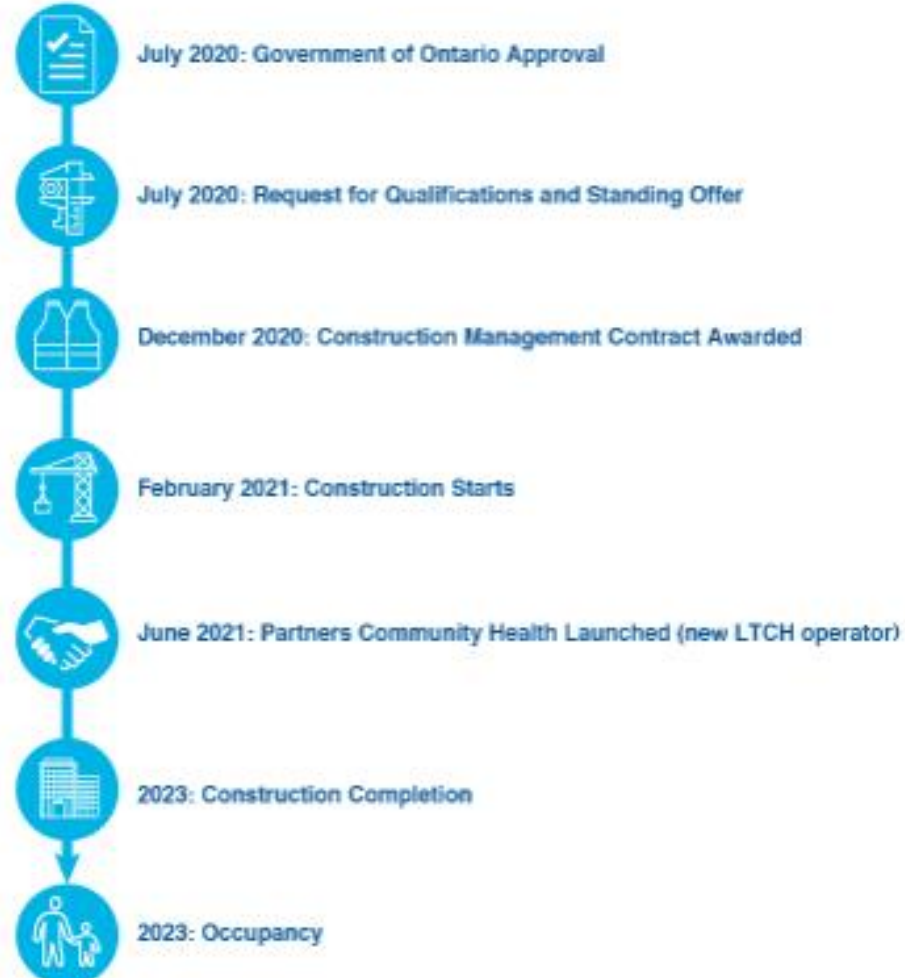 July 2020: Government of Ontario Approval
July 2020: Request for Qualifications and Standing Offer
December 2020: Construction Management Contract Awarded
February 2021: Construction Starts
June 2021: Partners Community Health Launched (new LTCH operator)
2023: Construction Completion
2023: Occupancy